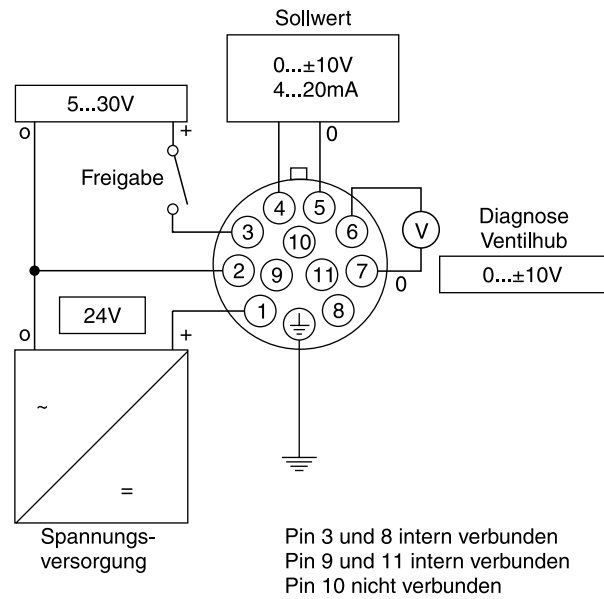 Sollwert
0...±10V
4...20mA
5...30V
o
+
0
Freigabe
4
5
3
6
10
V
Diagnose
Ventilhub
2
9
11
7
0
0...±10V
24V
1
8
o
+
~
=
Spannungs-
versorgung
Pin 3 und 8 intern verbunden
Pin 9 und 11 intern verbunden
Pin 10 nicht verbunden